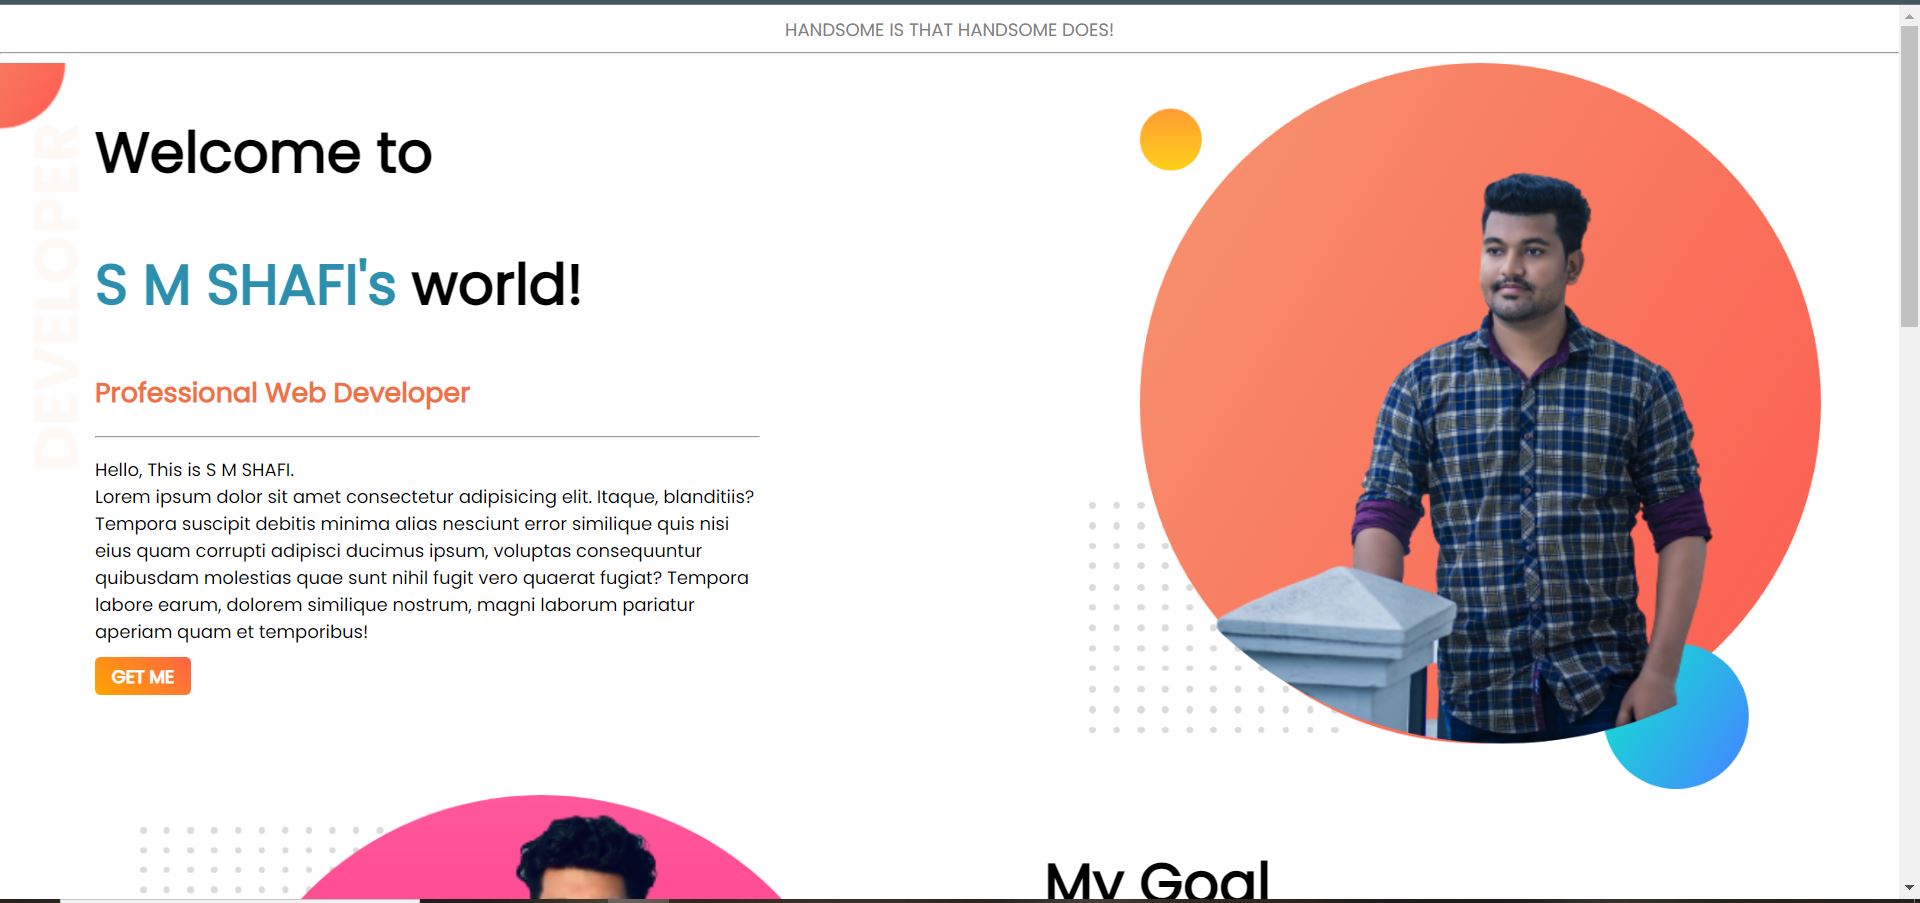 HANDSOME IS THAT HANDSOME DOES!
DEVELOPER
Welcome to
S M SHAFI's world!
Professional Web Developer
Hello, This is S M SHAFI.
Lorem ipsum dolor sit amet consectetur adipisicing elit. Itaque, blanditiis?
Tempora suscipit debitis minima alias nesciunt error similique quis nisi
eius quam corrupti adipisci ducimus ipsum, voluptas consequuntur
quibusdam molestias quae sunt nihil fugit vero quaerat fugiat? Tempora
labore earum, dolorem similique nostrum, magni laborum pariatur
aperiam quam et temporibus!
GET ME
My Goal